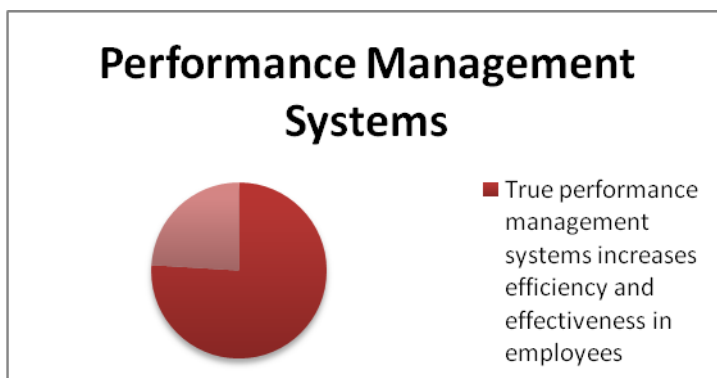 Performance Management
Systems
True performance
management
systems increases
efficiency and
effectiveness in
employees